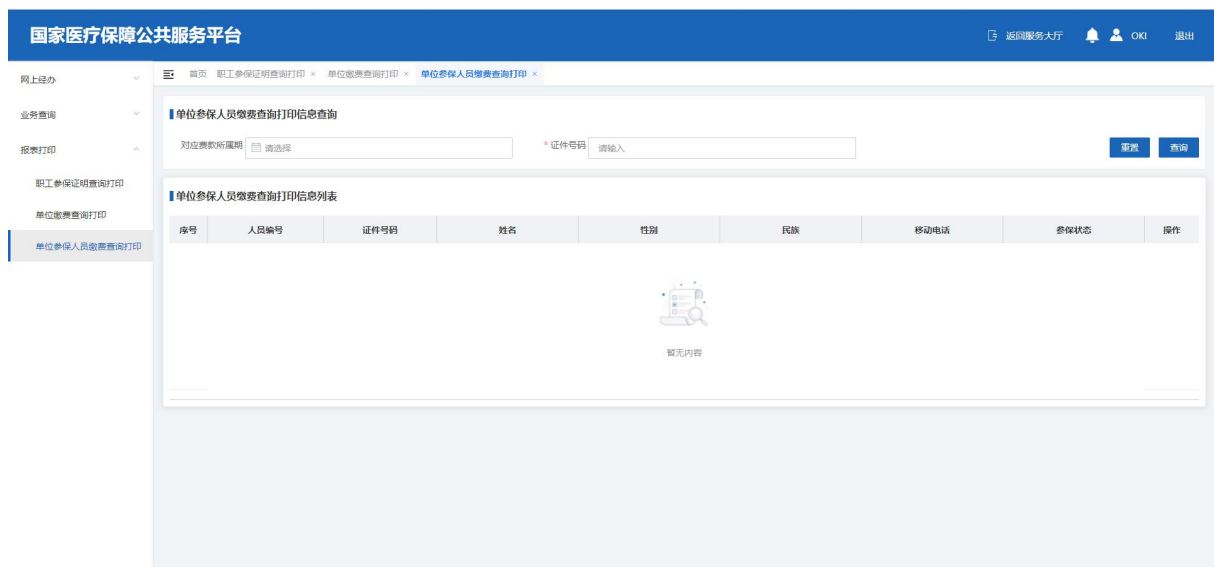 国家医疗保障公共服务平台
返回服务大厅 OKI 退出
网上经办
业务查询
报表打印
职工参保证明查询打印
单位缴费查询打印
单位参保人员缴费查询打印
首页 职工参保证明查询打印 × 单位缴费查询打印 × 单位参保人员缴费查询打印 ×
单位参保人员缴费查询打印信息查询
对应费款所属期 请选择 * 证件号码 请输入 重置 查询
单位参保人员缴费查询打印信息列表
序号 人员编号 证件号码 姓名 性别 民族 移动电话 参保状态 操作
暂无内容